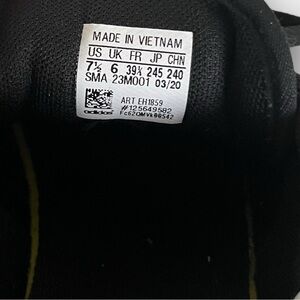 MADE IN VIETNAM
US UK FR JP CHN
7½ 6 39⅓ 245 240
SMA 23M001 03/20
ART EH1859
#125649582
adidas